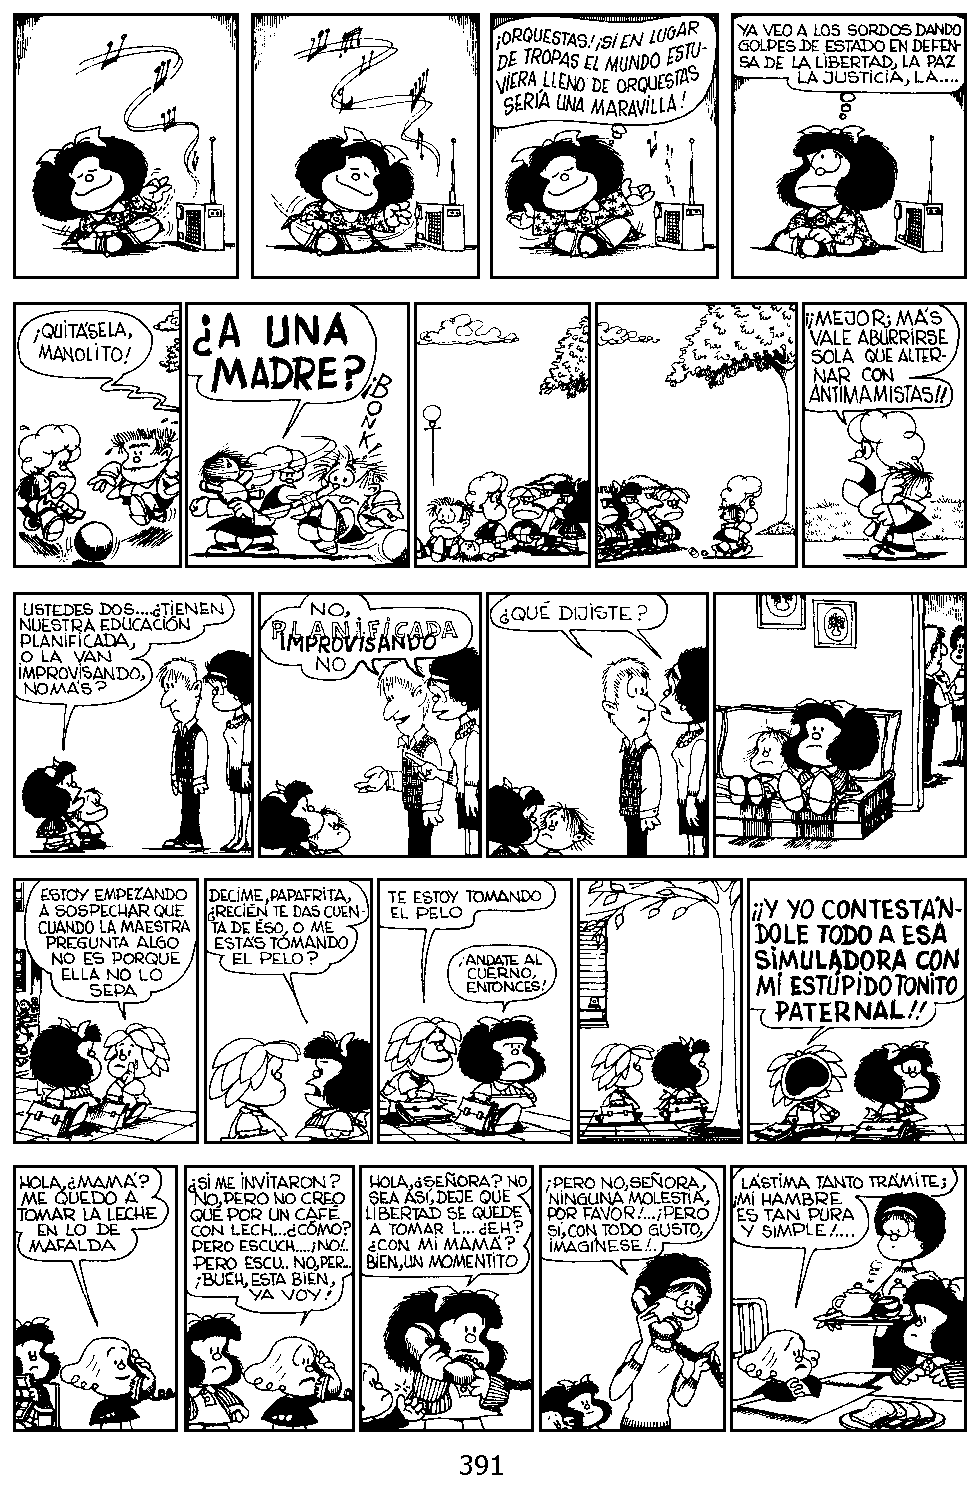 ¡ORQUESTAS! ¡SI EN LUGAR
DE TROPAS EL MUNDO ESTU-
VIERA LLENO DE ORQUESTAS
SERÍA UNA MARAVILLA!
YA VEO A LOS SORDOS DANDO
GOLPES DE ESTADO EN DEFEN-
SA DE LA LIBERTAD, LA PAZ
LA JUSTICIA, LA....
¡QUITÁSELA,
MANOLITO!
¿A UNA
MADRE?
¡BONK!
¡¡MEJOR; MÁS
VALE ABURRIRSE
SOLA QUE ALTER-
NAR CON
ANTIMAMISTAS!!
USTEDES DOS....¿TIENEN
NUESTRA EDUCACIÓN
PLANIFICADA,
O LA VAN
IMPROVISANDO,
NOMÁS?
NO,
PLANIFICADA
IMPROVISANDO
NO
¿QUÉ DIJISTE?
ESTOY EMPEZANDO
A SOSPECHAR QUE
CUANDO LA MAESTRA
PREGUNTA ALGO
NO ES PORQUE
ELLA NO LO
SEPA
DECIME, PAPAFRITA,
¿RECIÉN TE DAS CUEN-
TA DE ÉSO, O ME
ESTÁS TOMANDO
EL PELO?
TE ESTOY TOMANDO
EL PELO
¡ANDATE AL
CUERNO,
ENTONCES!
¡¡Y YO CONTESTÁN-
DOLE TODO A ESA
SIMULADORA CON
MI ESTÚPIDO TONITO
PATERNAL!!
HOLA, ¿MAMÁ?
ME QUEDO A
TOMAR LA LECHE
EN LO DE
MAFALDA
¿SI ME INVITARON?
NO, PERO NO CREO
QUE POR UN CAFÉ
CON LECH...¿CÓMO?
PERO ESCUCH...¡NO!..
PERO ESCU.. NO, PER..
¡BUEH, ESTA BIEN,
YA VOY!
HOLA, ¿SEÑORA? NO
SEA ASÍ, DEJE QUE
LIBERTAD SE QUEDE
A TOMAR L... ¿EH?
¿CON MI MAMÁ?
BIEN, UN MOMENTITO
¡PERO NO, SEÑORA,
NINGUNA MOLESTIA,
POR FAVOR!...¡PERO
SÍ, CON TODO GUSTO,
IMAGÍNESE!..
LÁSTIMA TANTO TRÁMITE;
¡MI HAMBRE
ES TAN PURA
Y SIMPLE!....
391